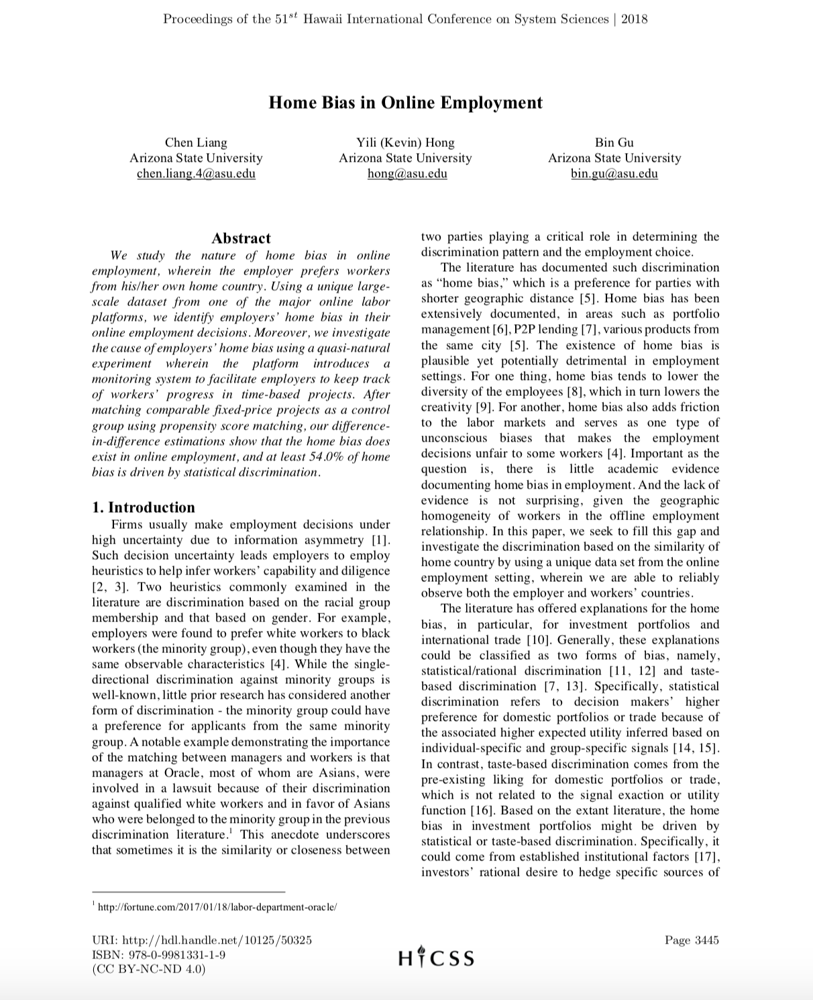 Proceedings of the 51st Hawaii International Conference on System Sciences | 2018
Home Bias in Online Employment
Chen Liang
Arizona State University
chen.liang.4@asu.edu
Yili (Kevin) Hong
Arizona State University
hong@asu.edu
Bin Gu
Arizona State University
bin.gu@asu.edu
Abstract
We study the nature of home bias in online
employment, wherein the employer prefers workers
from his/her own home country. Using a unique large-
scale dataset from one of the major online labor
platforms, we identify employers' home bias in their
online employment decisions. Moreover, we investigate
the cause of employers' home bias using a quasi-natural
experiment wherein the platform introduces a
monitoring system to facilitate employers to keep track
of workers' progress in time-based projects. After
matching comparable fixed-price projects as a control
group using propensity score matching, our difference-
in-difference estimations show that the home bias does
exist in online employment, and at least 54.0% of home
bias is driven by statistical discrimination.
1. Introduction
Firms usually make employment decisions under
high uncertainty due to information asymmetry [1].
Such decision uncertainty leads employers to employ
heuristics to help infer workers' capability and diligence
[2, 3]. Two heuristics commonly examined in the
literature are discrimination based on the racial group
membership and that based on gender. For example,
employers were found to prefer white workers to black
workers (the minority group), even though they have the
same observable characteristics [4]. While the single-
directional discrimination against minority groups is
well-known, little prior research has considered another
form of discrimination - the minority group could have
a preference for applicants from the same minority
group. A notable example demonstrating the importance
of the matching between managers and workers is that
managers at Oracle, most of whom are Asians, were
involved in a lawsuit because of their discrimination
against qualified white workers and in favor of Asians
who were belonged to the minority group in the previous
discrimination literature.1 This anecdote underscores
that sometimes it is the similarity or closeness between
two parties playing a critical role in determining the
discrimination pattern and the employment choice.
The literature has documented such discrimination
as “home bias,” which is a preference for parties with
shorter geographic distance [5]. Home bias has been
extensively documented, in areas such as portfolio
management [6], P2P lending [7], various products from
the same city [5]. The existence of home bias is
plausible yet potentially detrimental in employment
settings. For one thing, home bias tends to lower the
diversity of the employees [8], which in turn lowers the
creativity [9]. For another, home bias also adds friction
to the labor markets and serves as one type of
unconscious biases that makes the employment
decisions unfair to some workers [4]. Important as the
question is, there is little academic evidence
documenting home bias in employment. And the lack of
evidence is not surprising, given the geographic
homogeneity of workers in the offline employment
relationship. In this paper, we seek to fill this gap and
investigate the discrimination based on the similarity of
home country by using a unique data set from the online
employment setting, wherein we are able to reliably
observe both the employer and workers' countries.
The literature has offered explanations for the home
bias, in particular, for investment portfolios and
international trade [10]. Generally, these explanations
could be classified as two forms of bias, namely,
statistical/rational discrimination [11, 12] and taste-
based discrimination [7, 13]. Specifically, statistical
discrimination refers to decision makers' higher
preference for domestic portfolios or trade because of
the associated higher expected utility inferred based on
individual-specific and group-specific signals [14, 15].
In contrast, taste-based discrimination comes from the
pre-existing liking for domestic portfolios or trade,
which is not related to the signal exaction or utility
function [16]. Based on the extant literature, the home
bias in investment portfolios might be driven by
statistical or taste-based discrimination. Specifically, it
could come from established institutional factors [17],
investors' rational desire to hedge specific sources of
1 http://fortune.com/2017/01/18/labor-department-oracle/
URI: http://hdl.handle.net/10125/50325
ISBN: 978-0-9981331-1-9
(CC BY-NC-ND 4.0)
HICSS
Page 3445